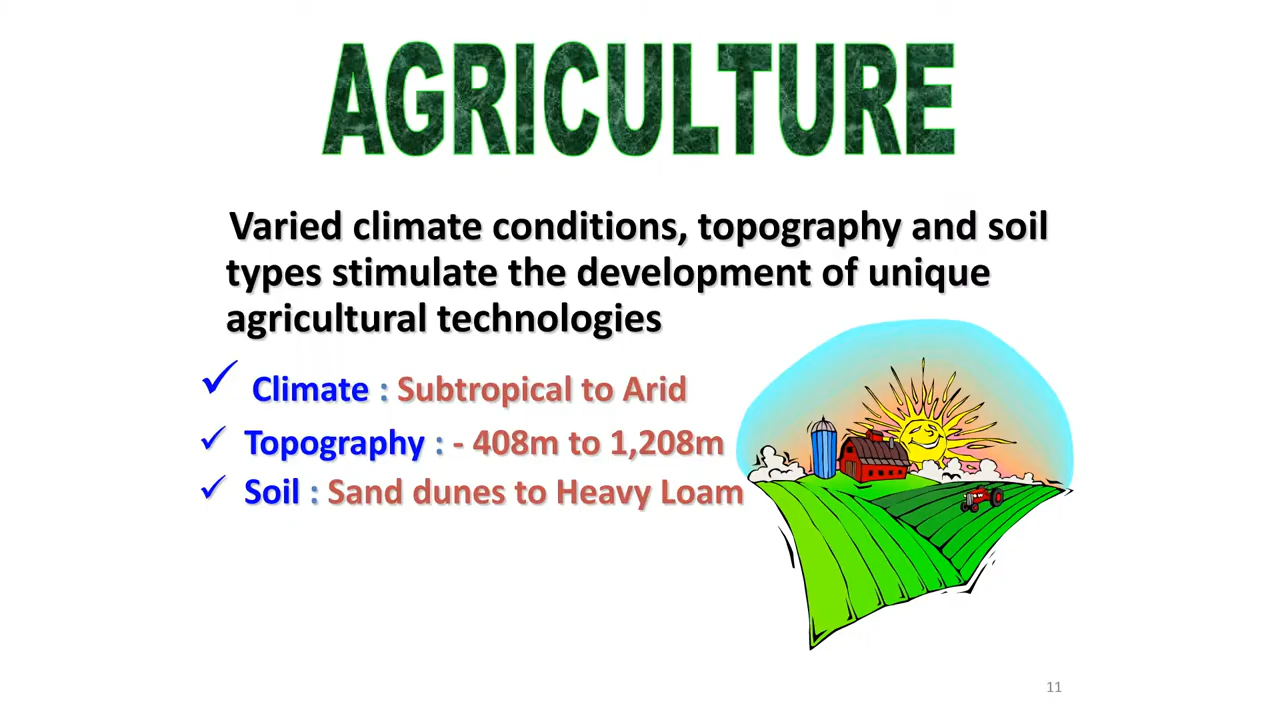 AGRICULTURE
Varied climate conditions, topography and soil
types stimulate the development of unique
agricultural technologies
✓ Climate : Subtropical to Arid
✓ Topography : - 408m to 1,208m
✓ Soil : Sand dunes to Heavy Loam
11